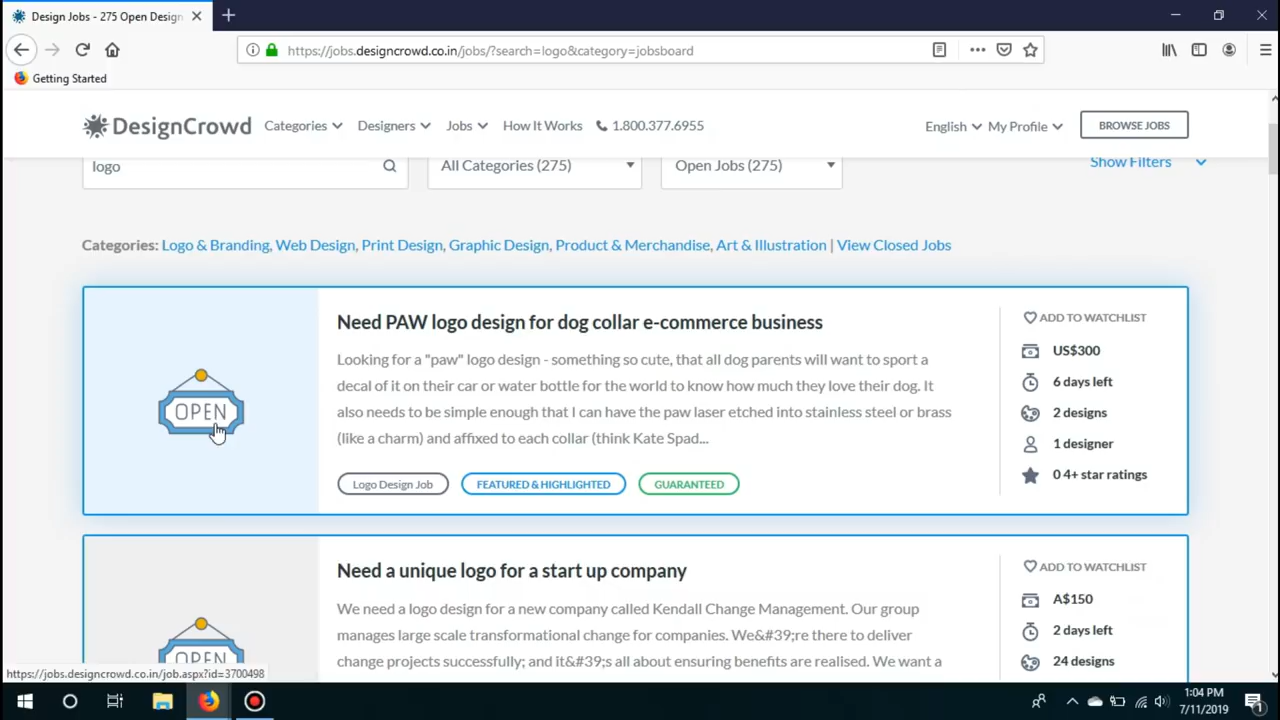 Design Jobs - 275 Open Design
https://jobs.designcrowd.co.in/jobs/?search=logo&category=jobsboard
Getting Started
DesignCrowd Categories Designers Jobs How It Works 1.800.377.6955 English My Profile BROWSE JOBS
logo All Categories (275) Open Jobs (275) Show Filters
Categories: Logo & Branding, Web Design, Print Design, Graphic Design, Product & Merchandise, Art & Illustration | View Closed Jobs
OPEN
Need PAW logo design for dog collar e-commerce business
Looking for a "paw" logo design - something so cute, that all dog parents will want to sport a
decal of it on their car or water bottle for the world to know how much they love their dog. It
also needs to be simple enough that I can have the paw laser etched into stainless steel or brass
(like a charm) and affixed to each collar (think Kate Spad...
Logo Design Job FEATURED & HIGHLIGHTED GUARANTEED
ADD TO WATCHLIST
US$300
6 days left
2 designs
1 designer
0 4+ star ratings
OPEN
Need a unique logo for a start up company
We need a logo design for a new company called Kendall Change Management. Our group
manages large scale transformational change for companies. We&#39;re there to deliver
change projects successfully; and it&#39;s all about ensuring benefits are realised. We want a
ADD TO WATCHLIST
A$150
2 days left
24 designs
https://jobs.designcrowd.co.in/job.aspx?id=3700498
1:04 PM
7/11/2019
1